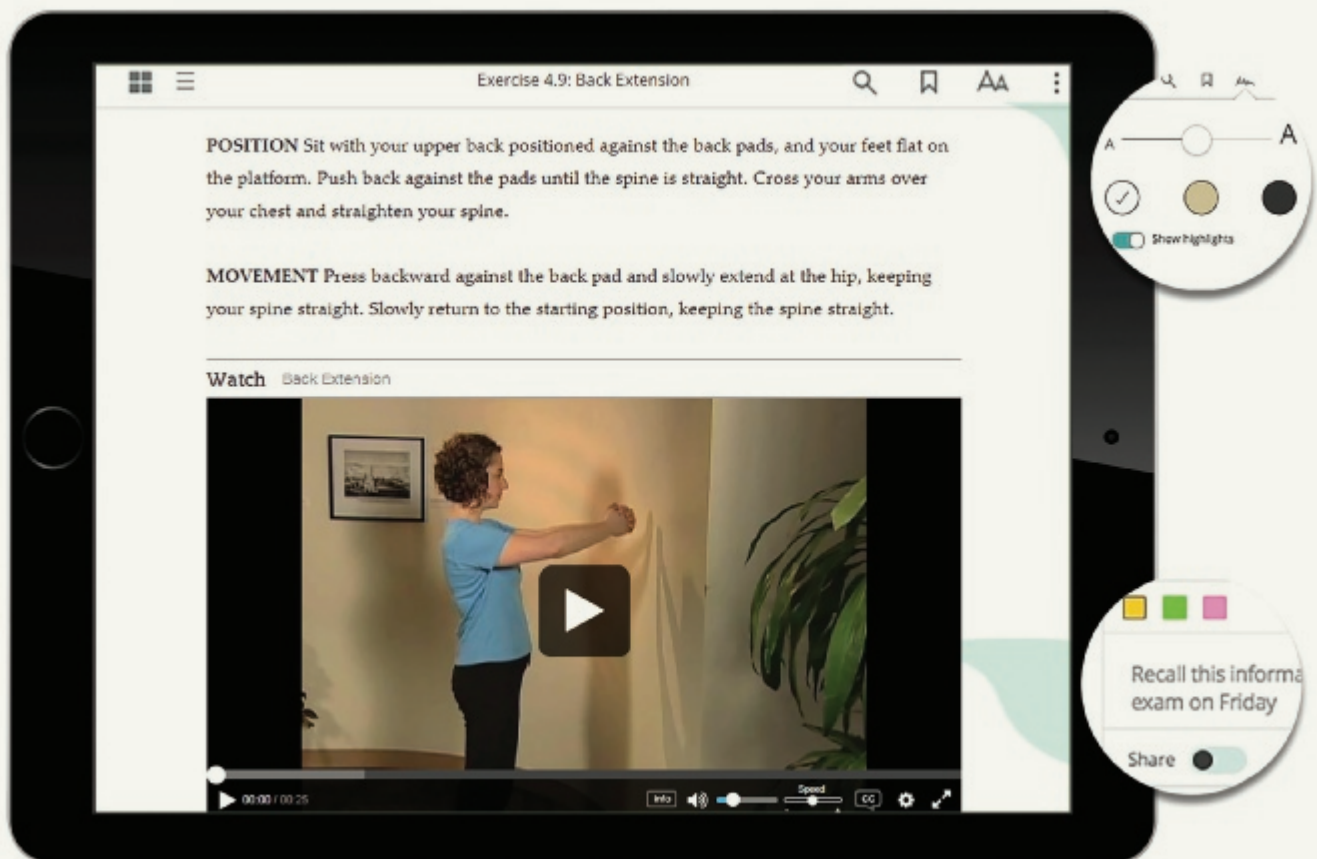 Exercise 4.9: Back Extension
AA
POSITION Sit with your upper back positioned against the back pads, and your feet flat on
the platform. Push back against the pads until the spine is straight. Cross your arms over
your chest and straighten your spine.
MOVEMENT Press backward against the back pad and slowly extend at the hip, keeping
your spine straight. Slowly return to the starting position, keeping the spine straight.
Watch Back Extension
00:00 / 00:25
Info
Speed
CC
A A
Show highlights
Recall this informa
exam on Friday
Share